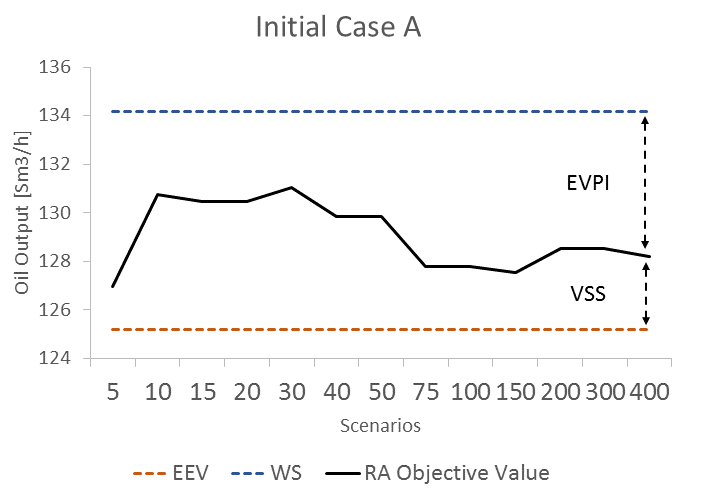 Initial Case A
136
134
132
130
128
126
124
Oil Output [Sm3/h]
EVPI
VSS
5 10 15 20 30 40 50 75 100 150 200 300 400
Scenarios
EEV WS RA Objective Value